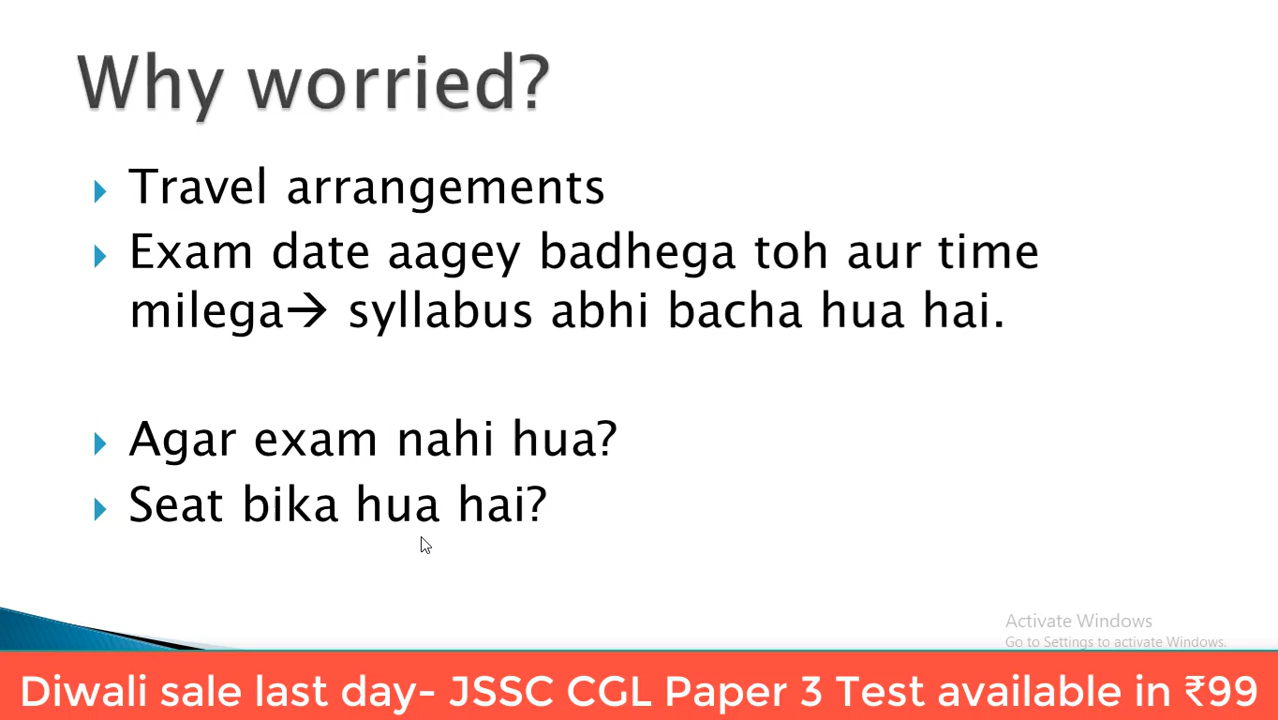 Why worried?
Travel arrangements
Exam date aagey badhega toh aur time
milega→ syllabus abhi bacha hua hai.
Agar exam nahi hua?
Seat bika hua hai?
Activate Windows
Go to Settings to activate Windows.
Diwali sale last day- JSSC CGL Paper 3 Test available in ₹99